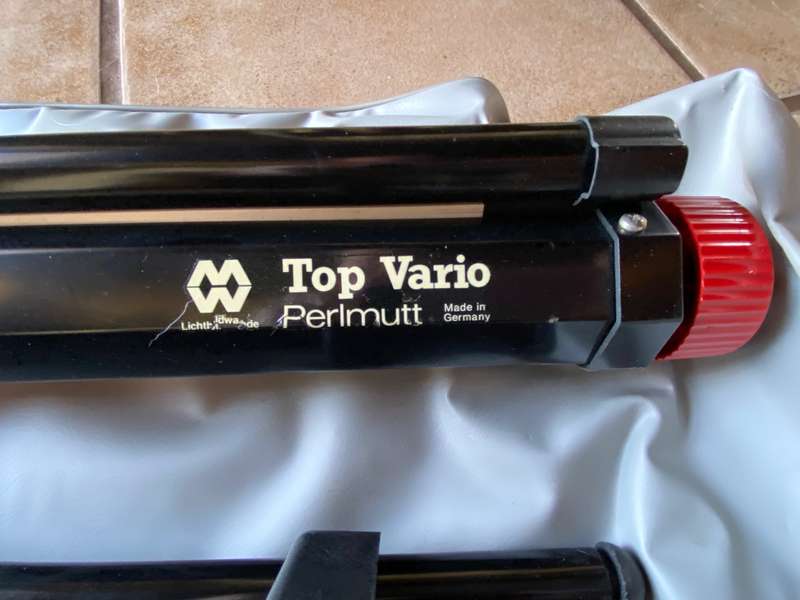 Top Vario
Perlmutt
Made in
Germany